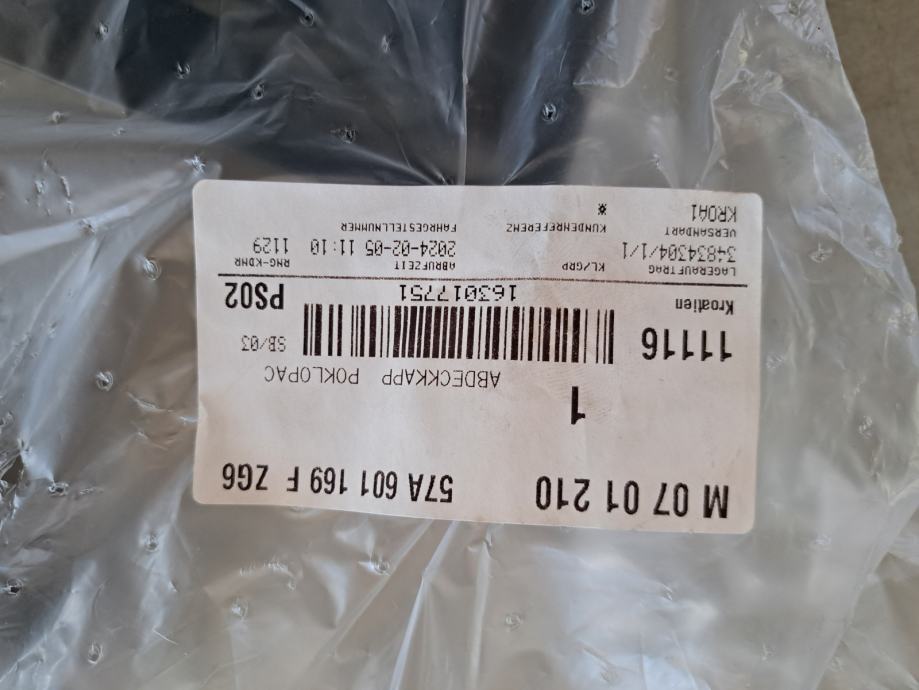 M 07 01 210 57A 601 169 F ZG6
1
ABDECKKAPP POKLOPAC
11116 SB/03
Kroatien 1630177751 PS02
LAGERAUFTRAG KL/GRP ABRUFZEIT RNG-KDNR
34834304/1/1 2024-02-05 11:10 1129
VERSANDART KUNDENREFERENZ FAHRGESTELLNUMMER
KROA1 *